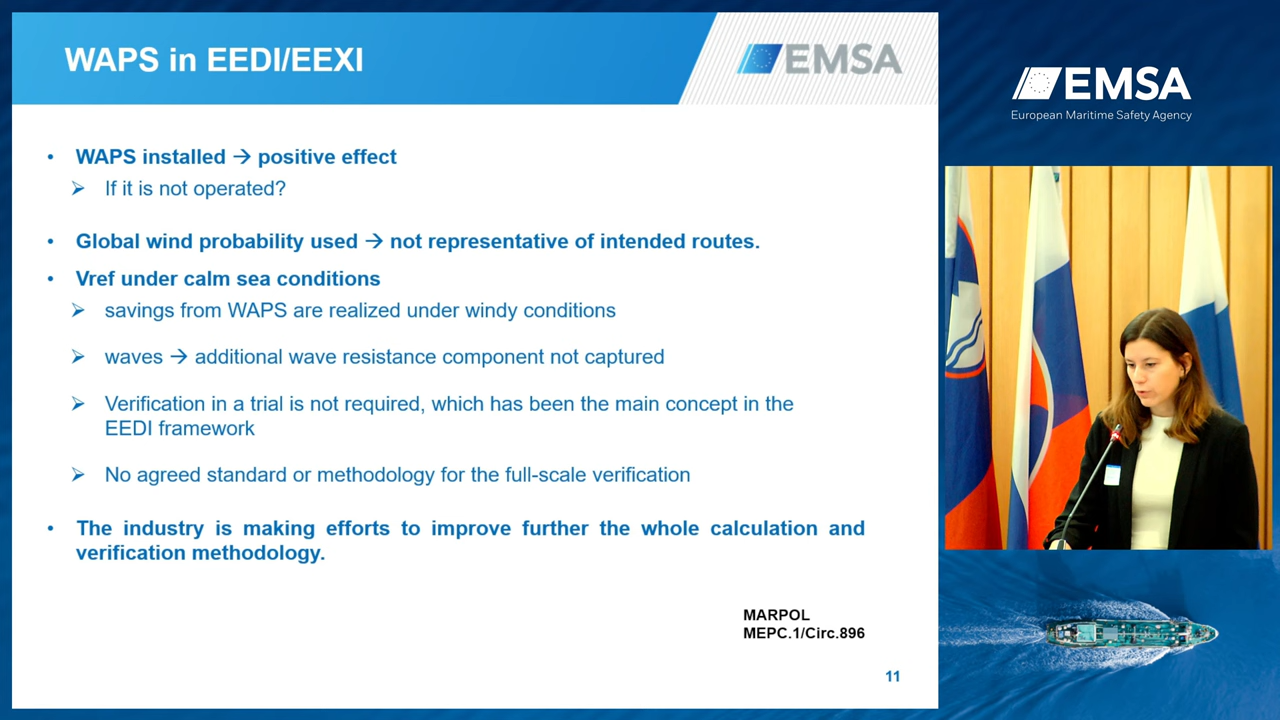 WAPS in EEDI/EEXI
EMSA
• WAPS installed → positive effect
➢ If it is not operated?
• Global wind probability used → not representative of intended routes.
• Vref under calm sea conditions
➢ savings from WAPS are realized under windy conditions
➢ waves → additional wave resistance component not captured
➢ Verification in a trial is not required, which has been the main concept in the
EEDI framework
➢ No agreed standard or methodology for the full-scale verification
• The industry is making efforts to improve further the whole calculation and
verification methodology.
MARPOL
MEPC.1/Circ.896
11
EMSA
European Maritime Safety Agency